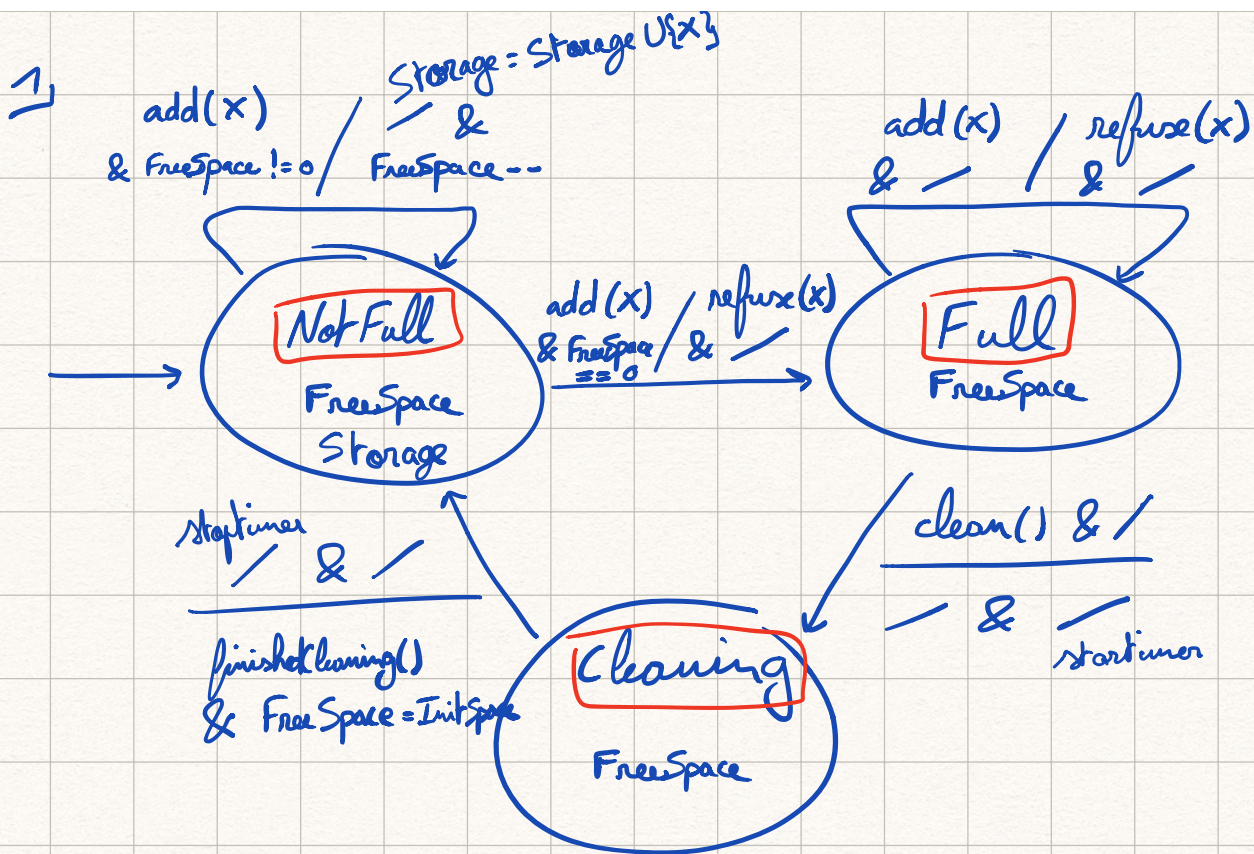 1,
add(x) / Storage = Storage U{x}
/ &
& FreeSpace != 0 FreeSpace --
add(x) / refuse(x)
& / & /
NotFull
FreeSpace
Storage
add(x) / refuse(x)
& FreeSpace & /
== 0
Full
FreeSpace
stoptimer
/ & /
finishedCleaning()
& FreeSpace = InitSpace
clean() & /
/ & /
startimer
Cleaning
FreeSpace